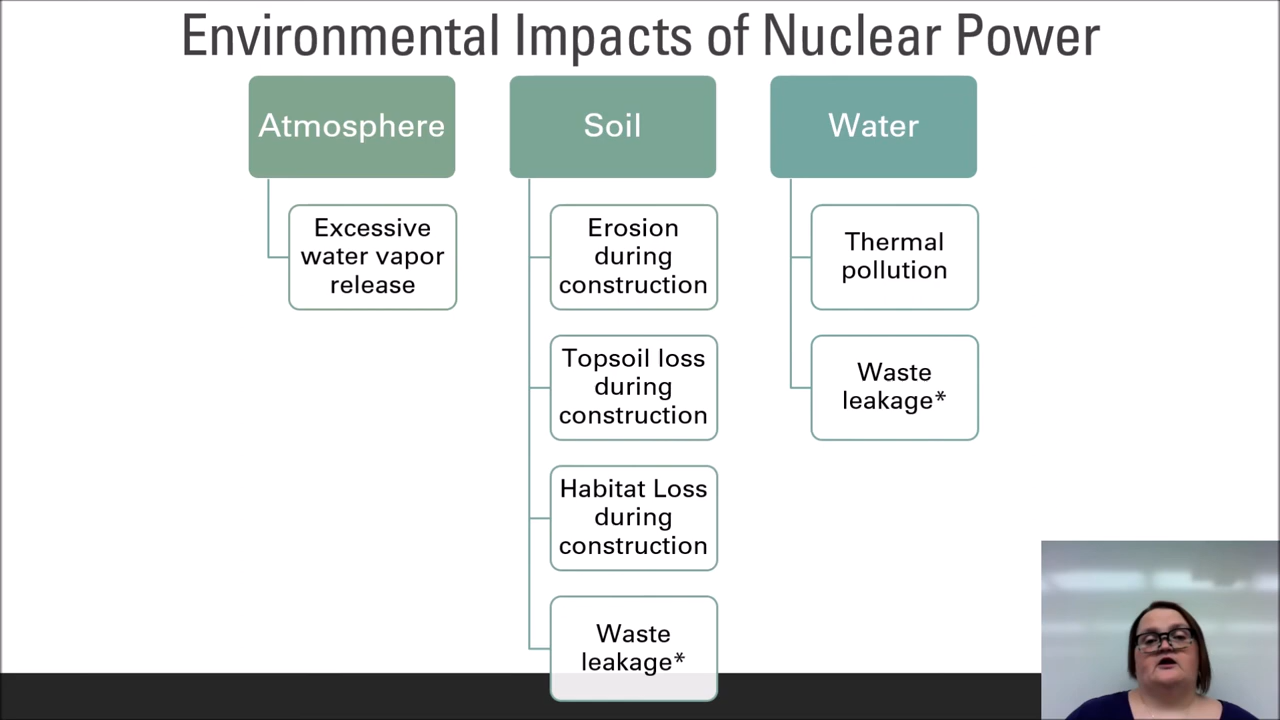 Environmental Impacts of Nuclear Power
Atmosphere
Excessive
water vapor
release
Soil
Erosion
during
construction
Topsoil loss
during
construction
Habitat Loss
during
construction
Waste
leakage*
Water
Thermal
pollution
Waste
leakage*